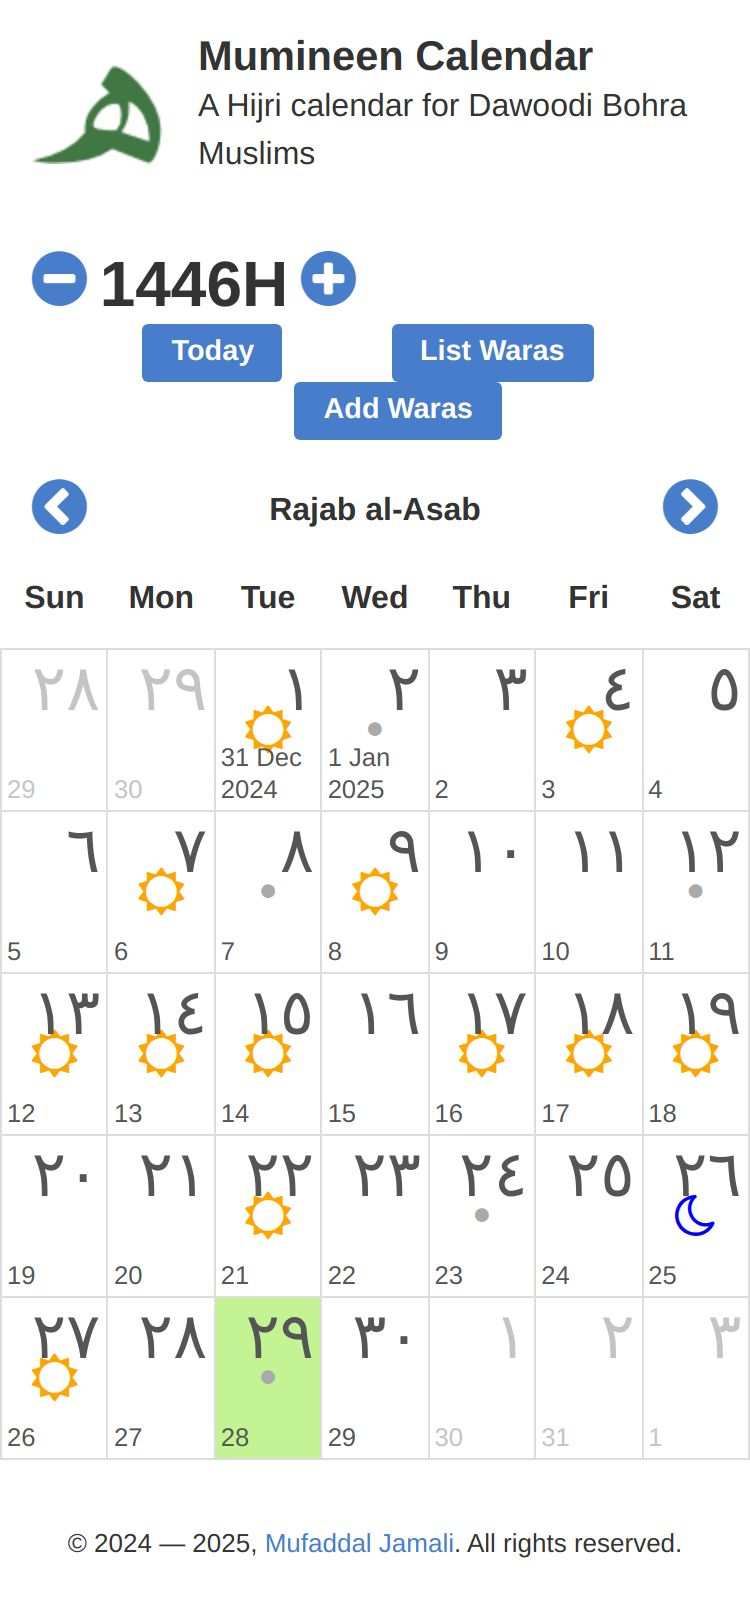 Mumineen Calendar
A Hijri calendar for Dawoodi Bohra
Muslims
1446H
Today
List Waras
Add Waras
Rajab al-Asab
Sun Mon Tue Wed Thu Fri Sat
٢٨ ٢٩ ١ ٢ ٣ ٤ ٥
31 Dec 1 Jan
29 30 2024 2025 2 3 4
٦ ٧ ٨ ٩ ١٠ ١١ ١٢
5 6 7 8 9 10 11
١٣ ١٤ ١٥ ١٦ ١٧ ١٨ ١٩
12 13 14 15 16 17 18
٢٠ ٢١ ٢٢ ٢٣ ٢٤ ٢٥ ٢٦
19 20 21 22 23 24 25
٢٧ ٢٨ ٢٩ ٣٠ ١ ٢ ٣
26 27 28 29 30 31 1
© 2024 — 2025, Mufaddal Jamali. All rights reserved.